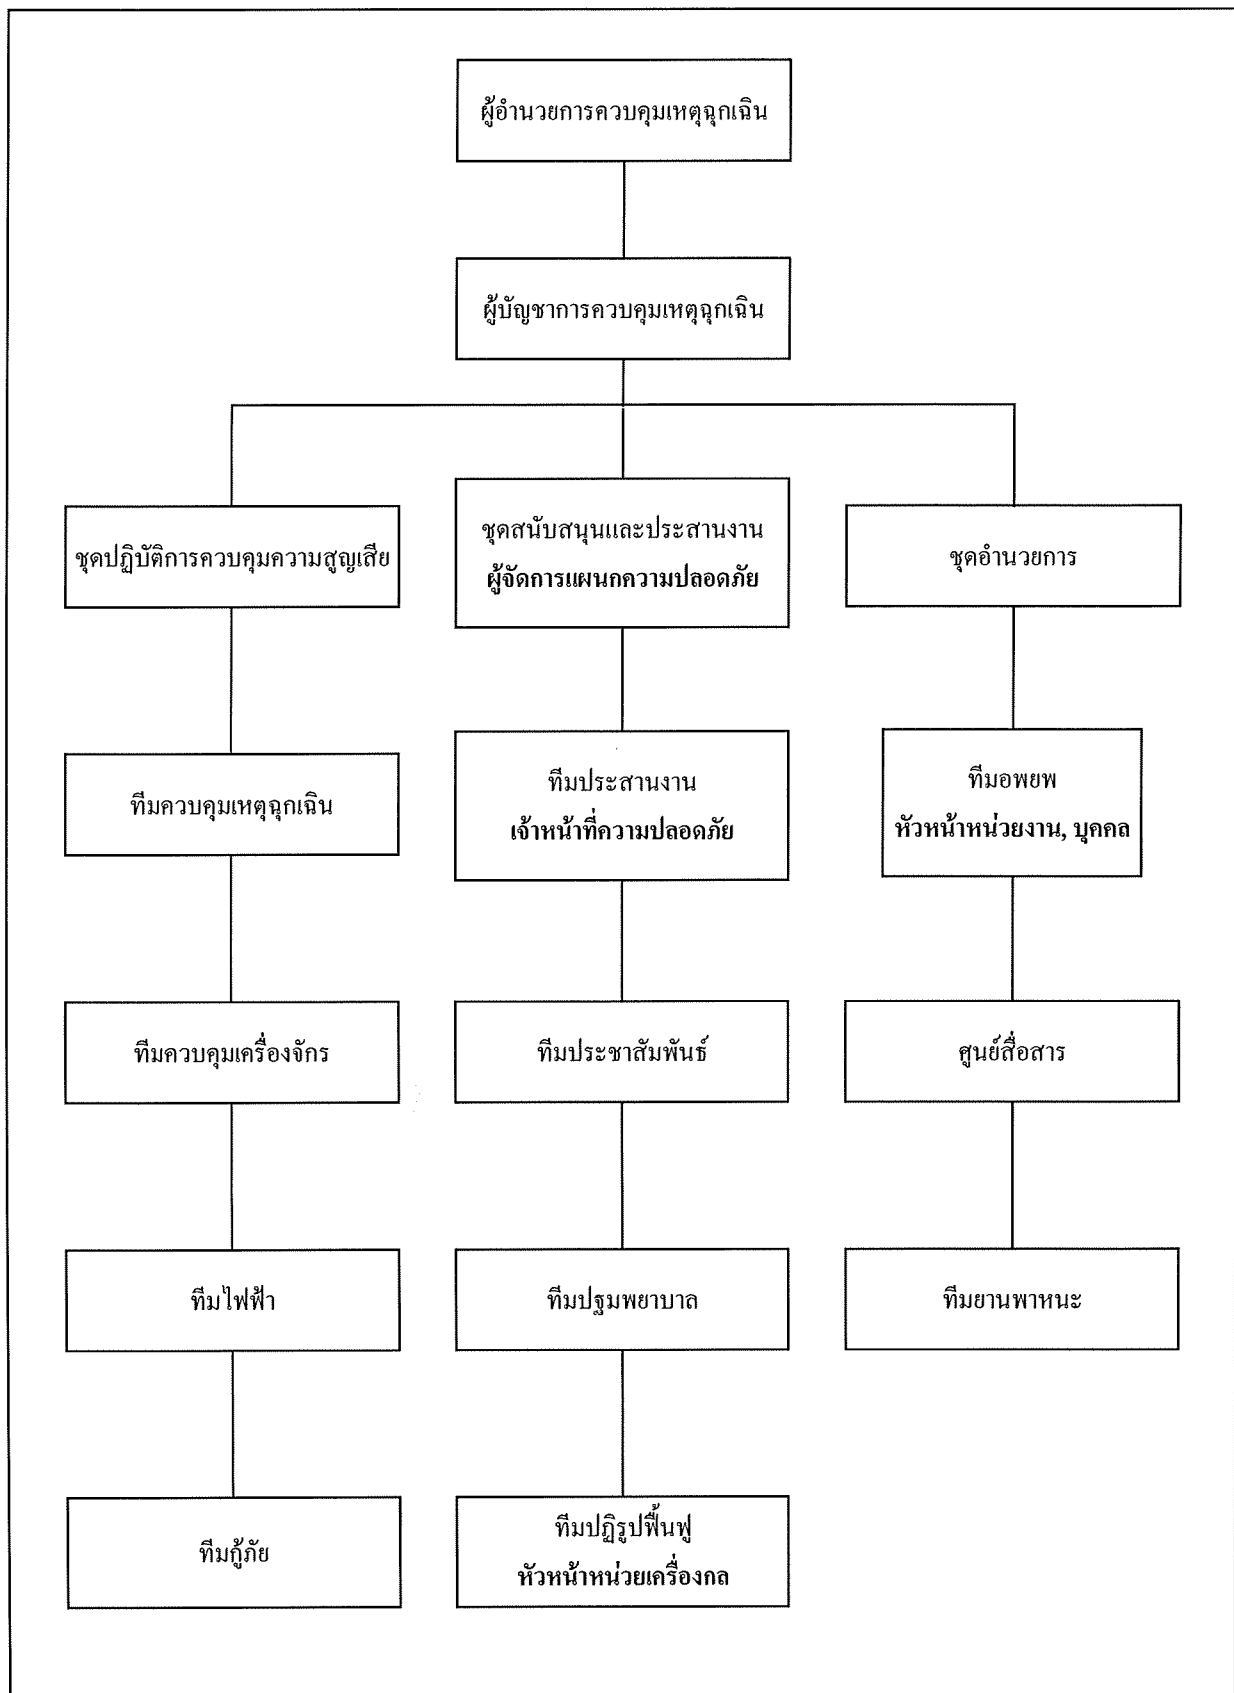 ผู้อำนวยการควบคุมเหตุฉุกเฉิน
ผู้บัญชาการควบคุมเหตุฉุกเฉิน
ชุดปฏิบัติการควบคุมความสูญเสีย
ชุดสนับสนุนและประสานงาน
ผู้จัดการแผนกความปลอดภัย
ชุดอำนวยการ
ทีมควบคุมเหตุฉุกเฉิน
ทีมประสานงาน
เจ้าหน้าที่ความปลอดภัย
ทีมอพยพ
หัวหน้าหน่วยงาน, บุคคล
ทีมควบคุมเครื่องจักร
ทีมประชาสัมพันธ์
ศูนย์สื่อสาร
ทีมไฟฟ้า
ทีมปฐมพยาบาล
ทีมยานพาหนะ
ทีมกู้ภัย
ทีมปฏิรูปฟื้นฟู
หัวหน้าหน่วยเครื่องกล